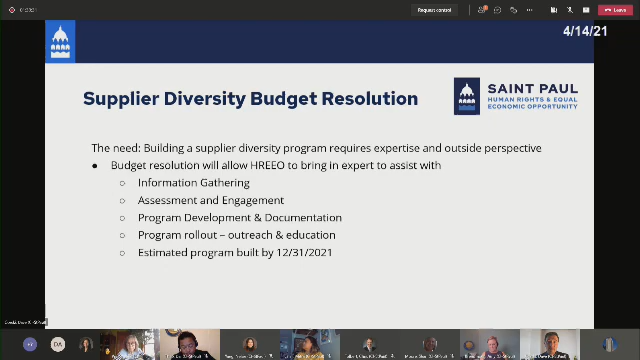 Request control
Leave
4/14/21
Supplier Diversity Budget Resolution
SAINT PAUL
HUMAN RIGHTS & EQUAL
ECONOMIC OPPORTUNITY
The need: Building a supplier diversity program requires expertise and outside perspective
● Budget resolution will allow HREEO to bring in expert to assist with
○ Information Gathering
○ Assessment and Engagement
○ Program Development & Documentation
○ Program rollout – outreach & education
○ Estimated program built by 12/31/2021
DA